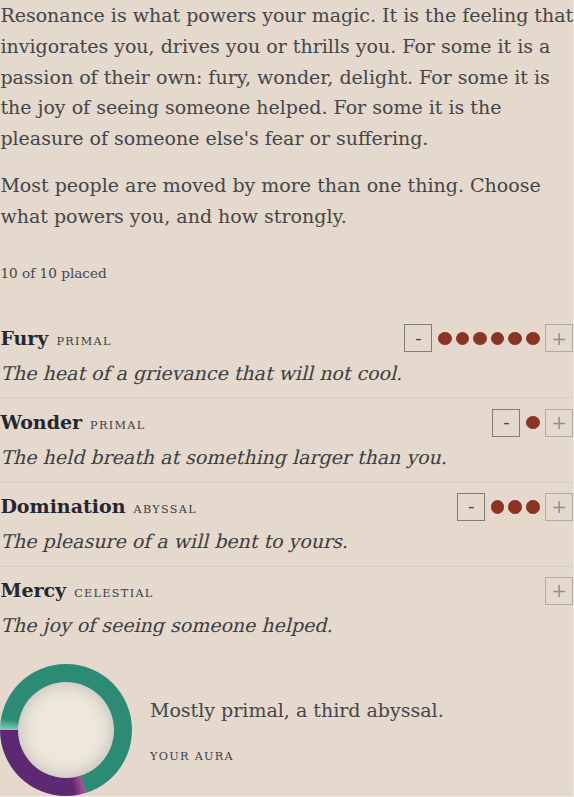 Resonance is what powers your magic. It is the feeling that
invigorates you, drives you or thrills you. For some it is a
passion of their own: fury, wonder, delight. For some it is
the joy of seeing someone helped. For some it is the
pleasure of someone else's fear or suffering.
Most people are moved by more than one thing. Choose
what powers you, and how strongly.
10 of 10 placed
Fury PRIMAL - +
The heat of a grievance that will not cool.
Wonder PRIMAL - +
The held breath at something larger than you.
Domination ABYSSAL - +
The pleasure of a will bent to yours.
Mercy CELESTIAL +
The joy of seeing someone helped.
Mostly primal, a third abyssal.
YOUR AURA